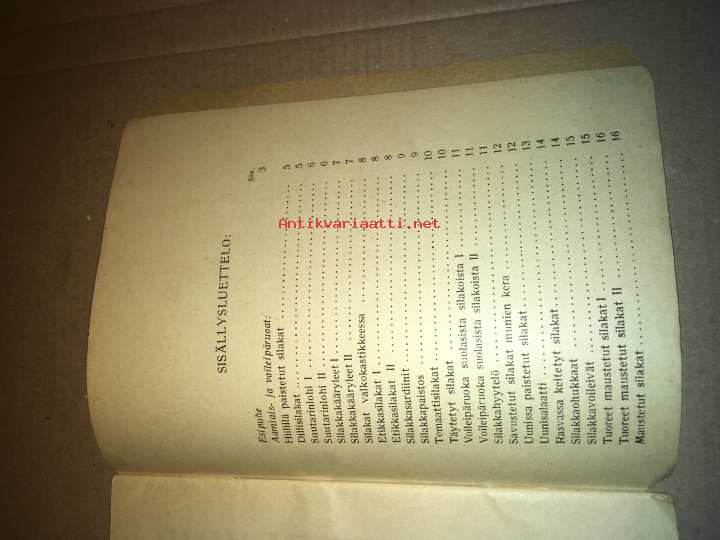 SISÄLLYSLUETTELO:
Siv.
Esipuhe 3
Aamiais- ja voileipäruoat:
Hiilillä paistetut silakat 5
Dillisilakat 5
Suutarinlohi I 6
Suutarinlohi II 6
Silakkakääryleet I 7
Silakkakääryleet II 7
Silakat valkokastikkeessa 8
Etikkasilakat I 8
Etikkasilakat II 8
Silakkasardiinit 9
Silakkapaistos 9
Tomaattisilakat 10
Täytetyt silakat 10
Voileipäruoka suolasista silakoista I 11
Voileipäruoka suolasista silakoista II 11
Silakkahyytelö 11
Savustetut silakat munien kera 12
Uunissa paistetut silakat 12
Uunisalaatti 13
Rasvassa keitetyt silakat 14
Silakkaohukkaat 14
Silakkavoileivät 15
Tuoreet maustetut silakat I 15
Tuoreet maustetut silakat II 16
Maustetut silakat 16
Antikvariaatti.net